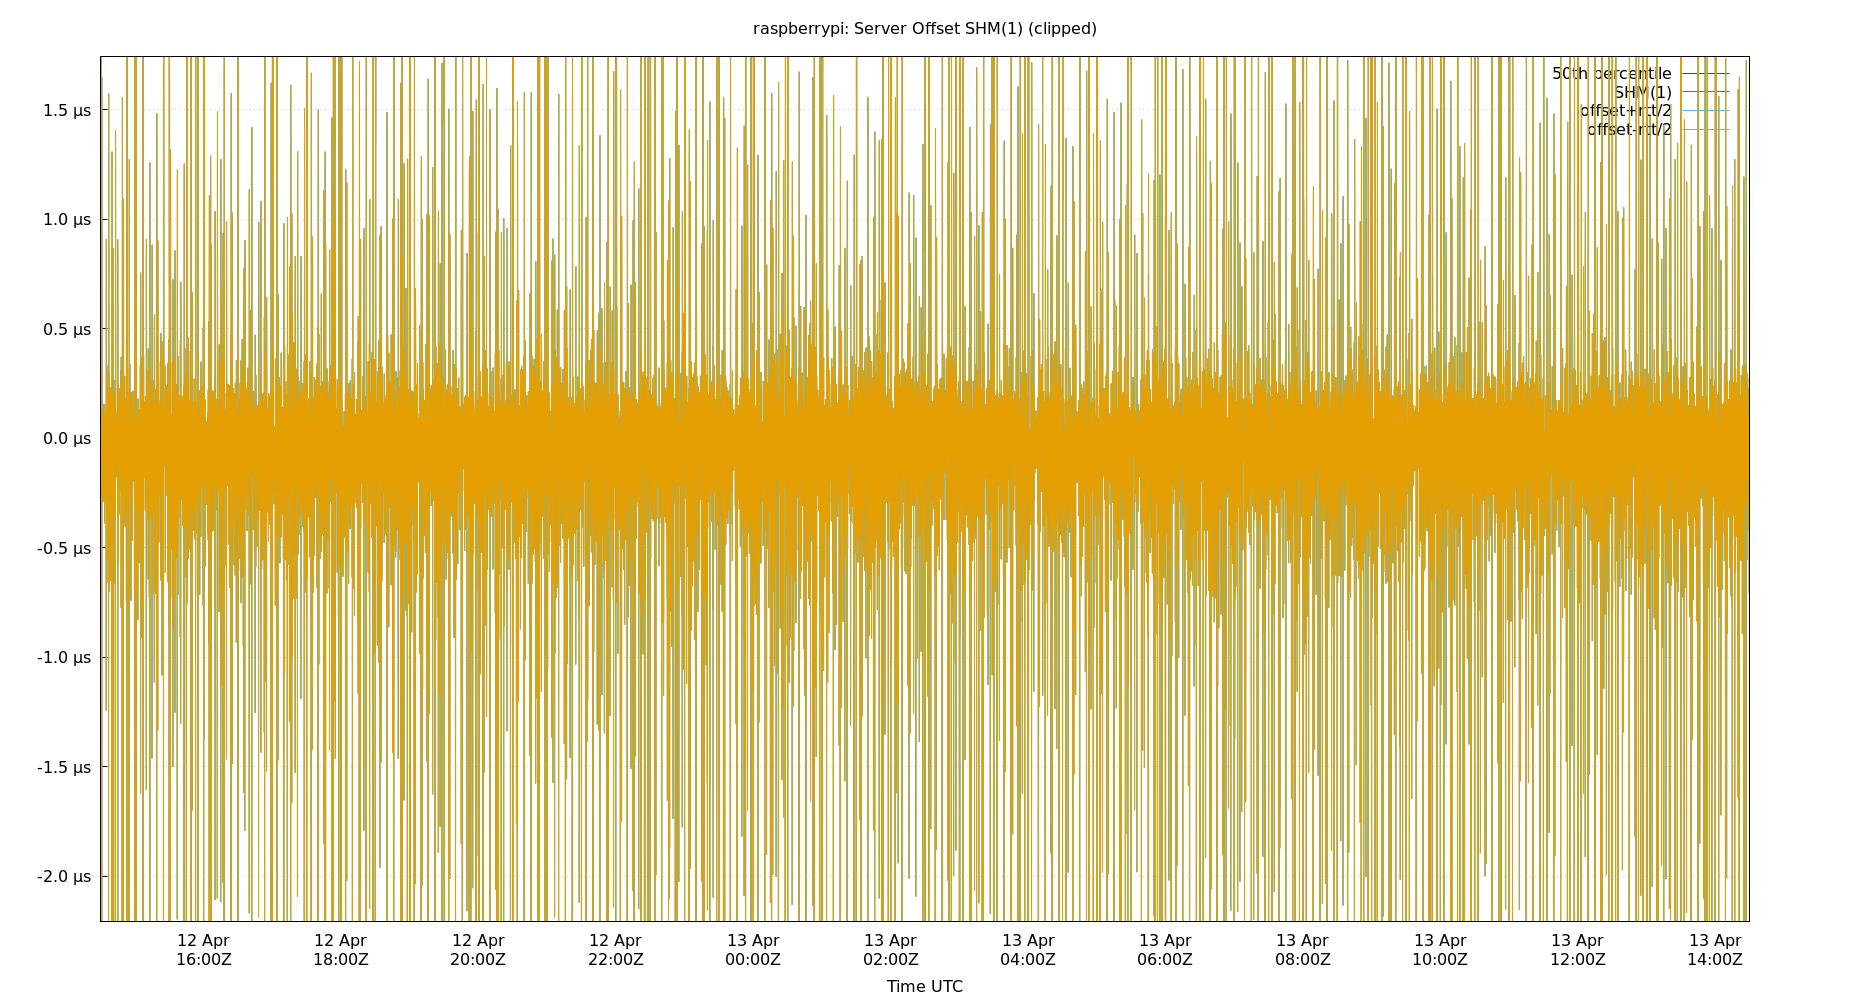 raspberrypi: Server Offset SHM(1) (clipped)
50th percentile
SHM(1)
offset+rtt/2
offset-rtt/2
1.5 µs
1.0 µs
0.5 µs
0.0 µs
-0.5 µs
-1.0 µs
-1.5 µs
-2.0 µs
12 Apr 12 Apr 12 Apr 12 Apr 13 Apr 13 Apr 13 Apr 13 Apr 13 Apr 13 Apr 13 Apr 13 Apr
16:00Z 18:00Z 20:00Z 22:00Z 00:00Z 02:00Z 04:00Z 06:00Z 08:00Z 10:00Z 12:00Z 14:00Z
Time UTC